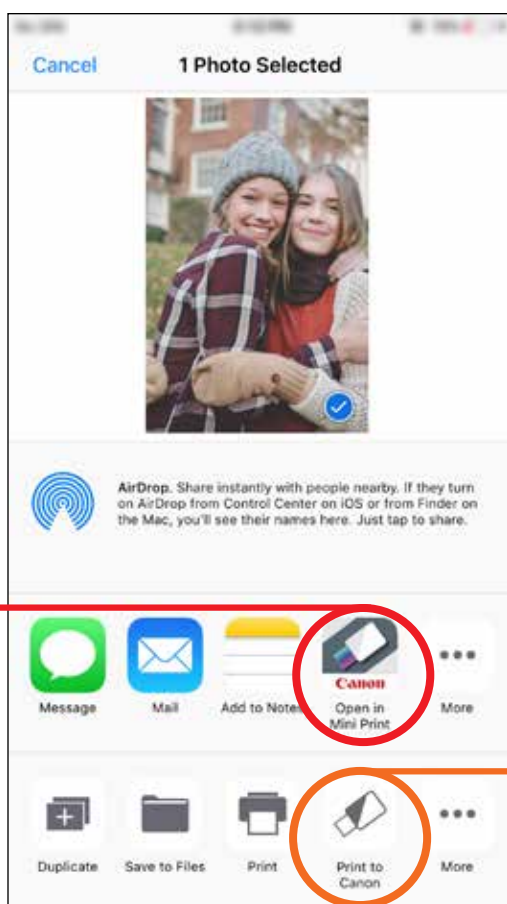 Cancel
1 Photo Selected
AirDrop. Share instantly with people nearby. If they turn
on AirDrop from Control Center on iOS or from Finder on
the Mac, you'll see their names here. Just tap to share.
Canon
Message
Mail
Add to Notes
Open in
Mini Print
More
Duplicate
Save to Files
Print
Print to
Canon
More